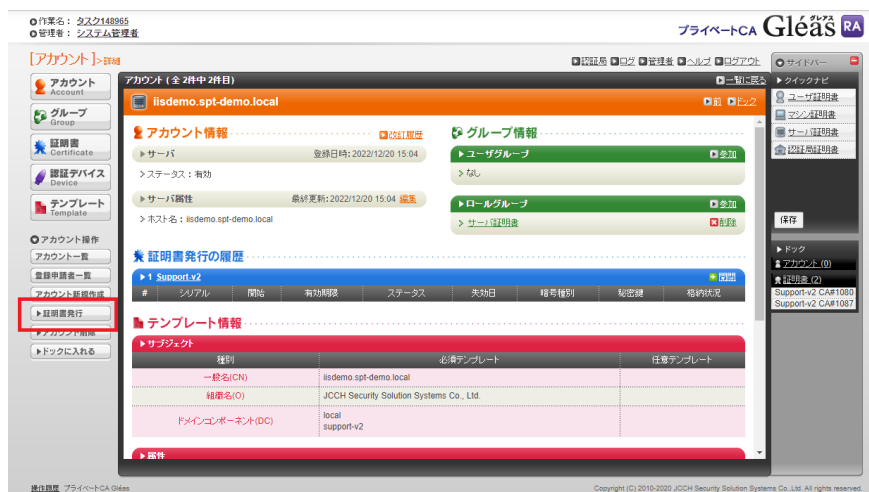 作業名： タスク148965
管理者： システム管理者
プライベートCA Gléas グレアス RA
[アカウント]>詳細
認証局 ログ 管理者 ヘルプ ログアウト
アカウント
Account
グループ
Group
証明書
Certificate
認証デバイス
Device
テンプレート
Template
アカウント操作
アカウント一覧
登録申請者一覧
アカウント新規作成
証明書発行
アカウント削除
ドックに入れる
アカウント (全 2件中 2件目)
一覧に戻る
iisdemo.spt-demo.local
前 次
アカウント情報
改訂履歴
サーバ 登録日時：2022/12/20 15:04
>ステータス：有効
サーバ属性 最終更新：2022/12/20 15:04 編集
>ホスト名：iisdemo.spt-demo.local
グループ情報
ユーザグループ 参加
>なし
ロールグループ 参加
>サーバ証明書 削除
証明書発行の履歴
1 Support.v2
# シリアル 開始 有効期限 ステータス 失効日 暗号種別 秘密鍵 格納状況
テンプレート情報
サブジェクト
種別 必須テンプレート 任意テンプレート
一般名(CN) iisdemo.spt-demo.local
組織名(O) JCCH Security Solution Systems Co., Ltd.
ドメインコンポーネント(DC) local
support-v2
属性
サイドバー
クイックナビ
ユーザ証明書
マシン証明書
サーバ証明書
認証局証明書
保存
ドック
アカウント (0)
証明書 (2)
Support-v2 CA#1080
Support-v2 CA#1087
操作履歴 プライベートCA Gléas
Copyright (C) 2010-2020 JCCH Security Solution Systems Co.,Ltd. All rights reserved.